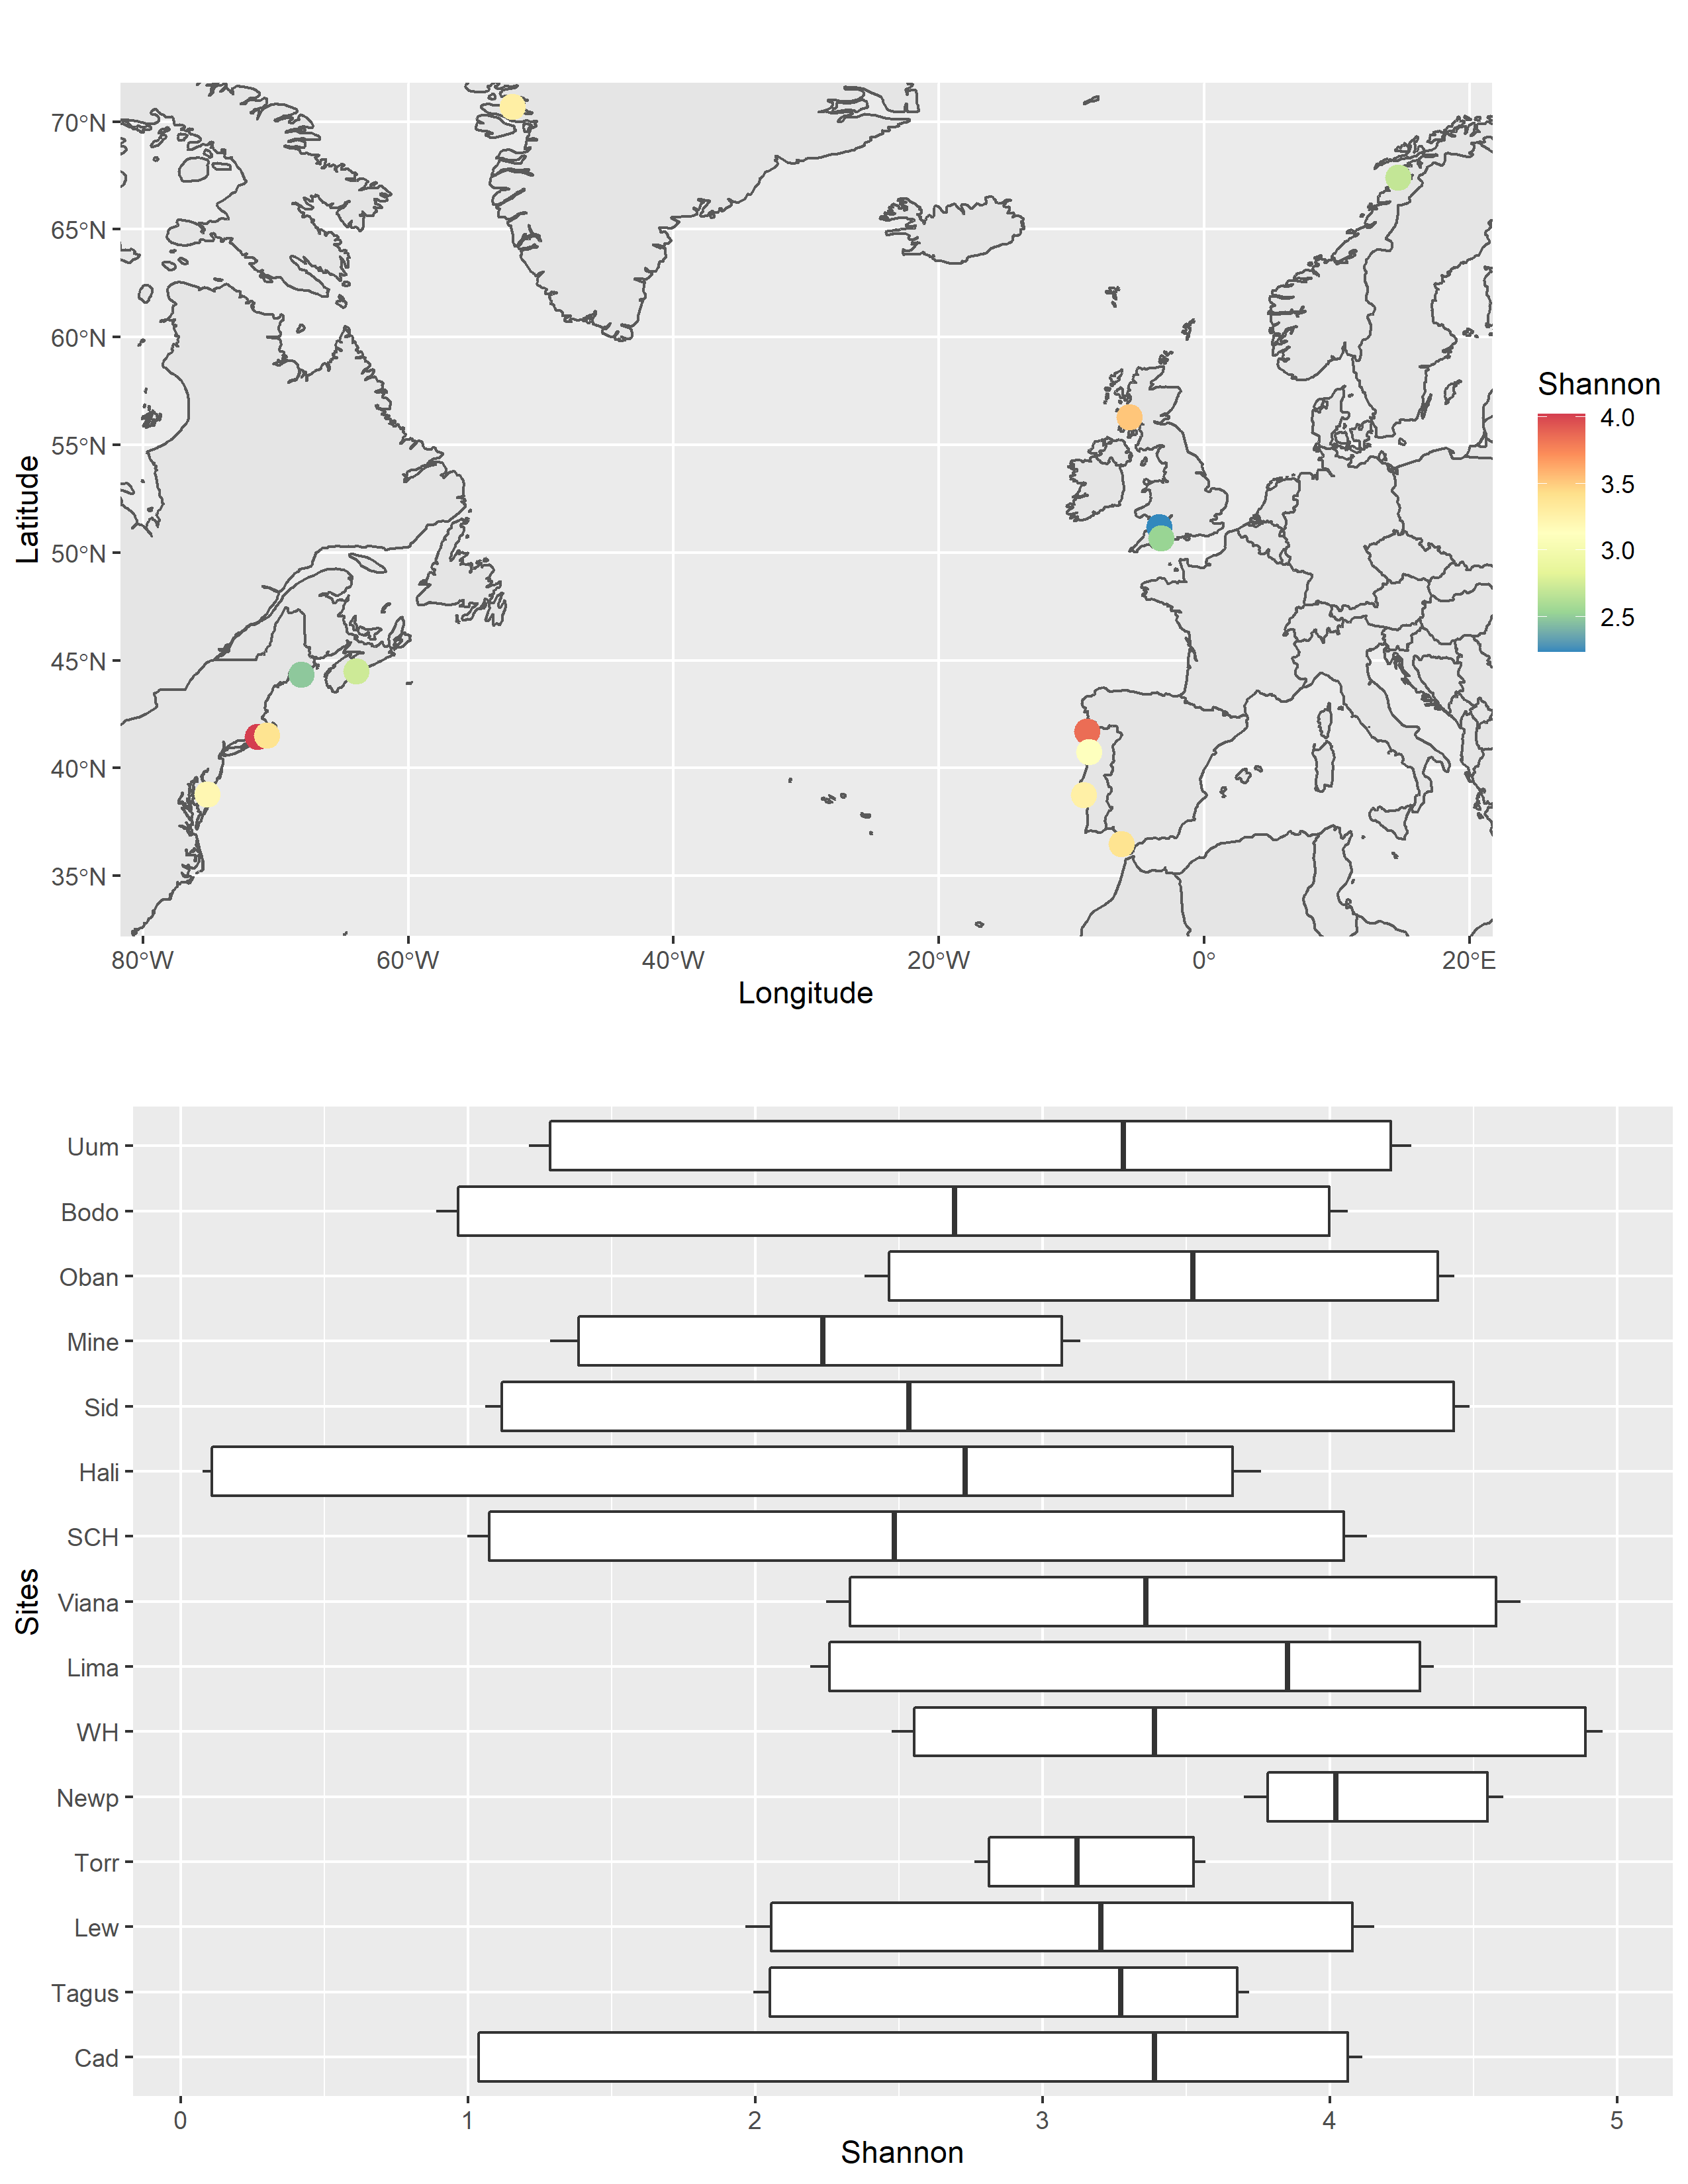 70°N
65°N
60°N
55°N
50°N
45°N
40°N
35°N
Latitude
80°W 60°W 40°W 20°W 0° 20°E
Longitude
Shannon
4.0
3.5
3.0
2.5
Uum
Bodo
Oban
Mine
Sid
Hali
SCH
Viana
Lima
WH
Newp
Torr
Lew
Tagus
Cad
Sites
0 1 2 3 4 5
Shannon